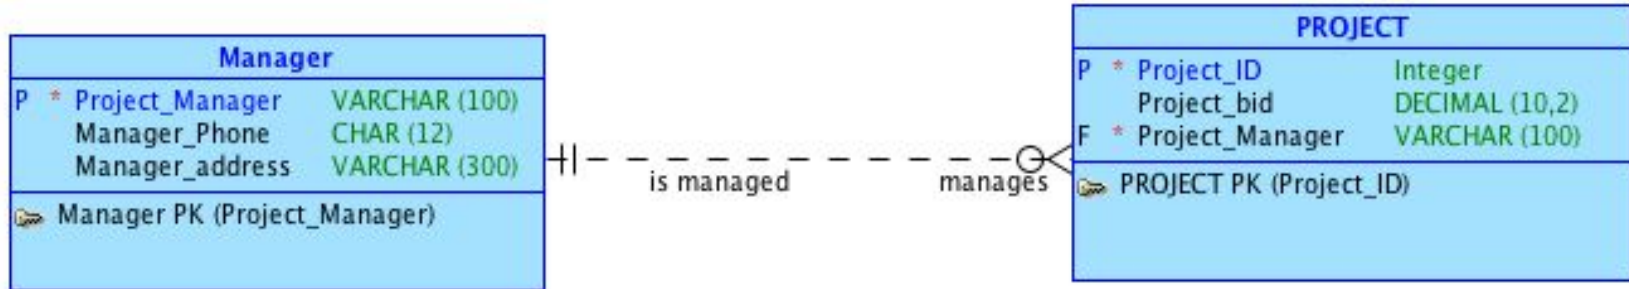 Manager
P * Project_Manager VARCHAR (100)
Manager_Phone CHAR (12)
Manager_address VARCHAR (300)
Manager PK (Project_Manager)
is managed
manages
PROJECT
P * Project_ID Integer
Project_bid DECIMAL (10,2)
F * Project_Manager VARCHAR (100)
PROJECT PK (Project_ID)